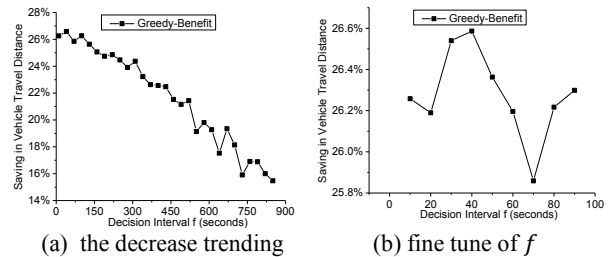 Greedy-Benefit
28%
26%
24%
22%
20%
18%
16%
14%
Saving in Vehicle Travel Distance
0 150 300 450 600 750 900
Decision Interval f (seconds)
(a) the decrease trending
Greedy-Benefit
26.6%
26.4%
26.2%
26.0%
25.8%
Saving in Vehicle Travel Distance
0 20 40 60 80 100
Decision Interval f (seconds)
(b) fine tune of f